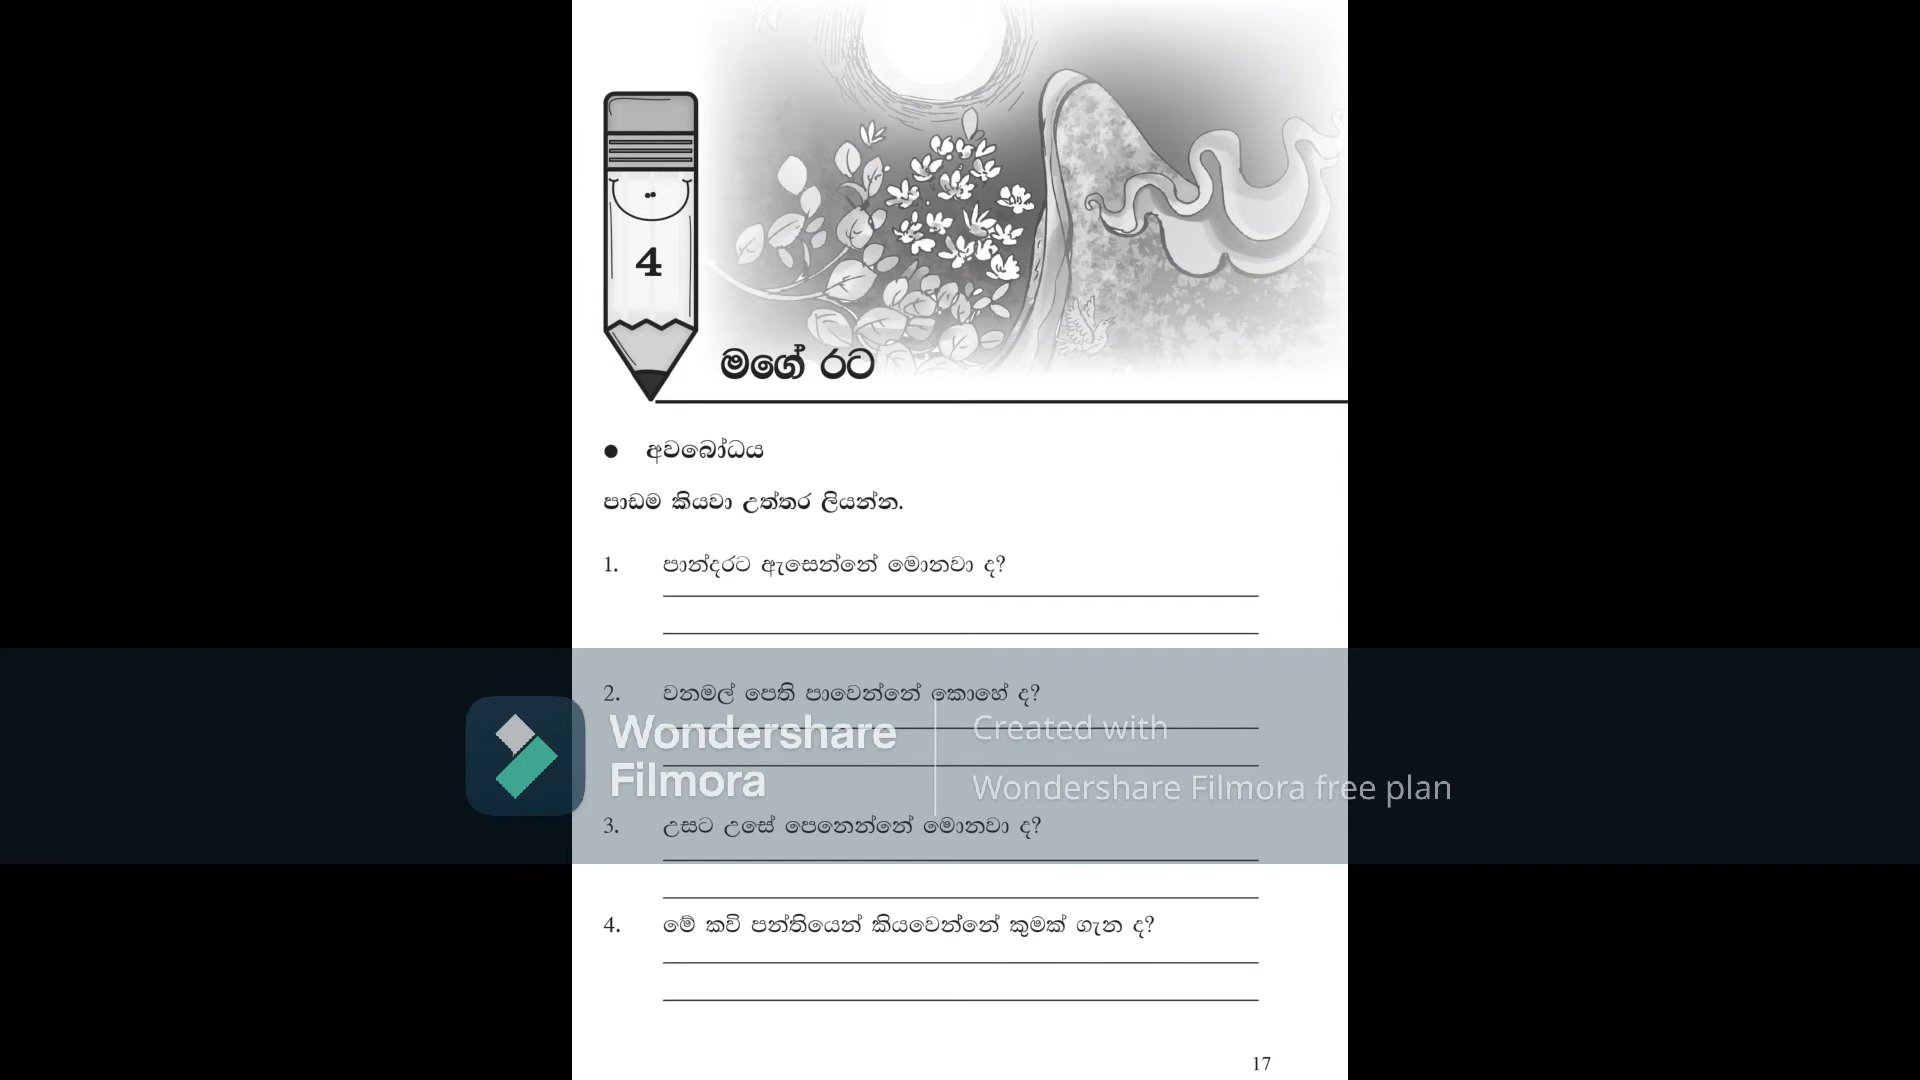 4
මගේ රට
● අවබෝධය
පාඩම කියවා උත්තර ලියන්න.
1. පාන්දරට ඇසෙන්නේ මොනවා ද?
2. වනමල් පෙති පාවෙන්නේ කොහේ ද?
Wondershare
Filmora
Created with
Wondershare Filmora free plan
3. උසට උසේ පෙනෙන්නේ මොනවා ද?
4. මේ කවි පන්තියෙන් කියවෙන්නේ කුමක් ගැන ද?
17